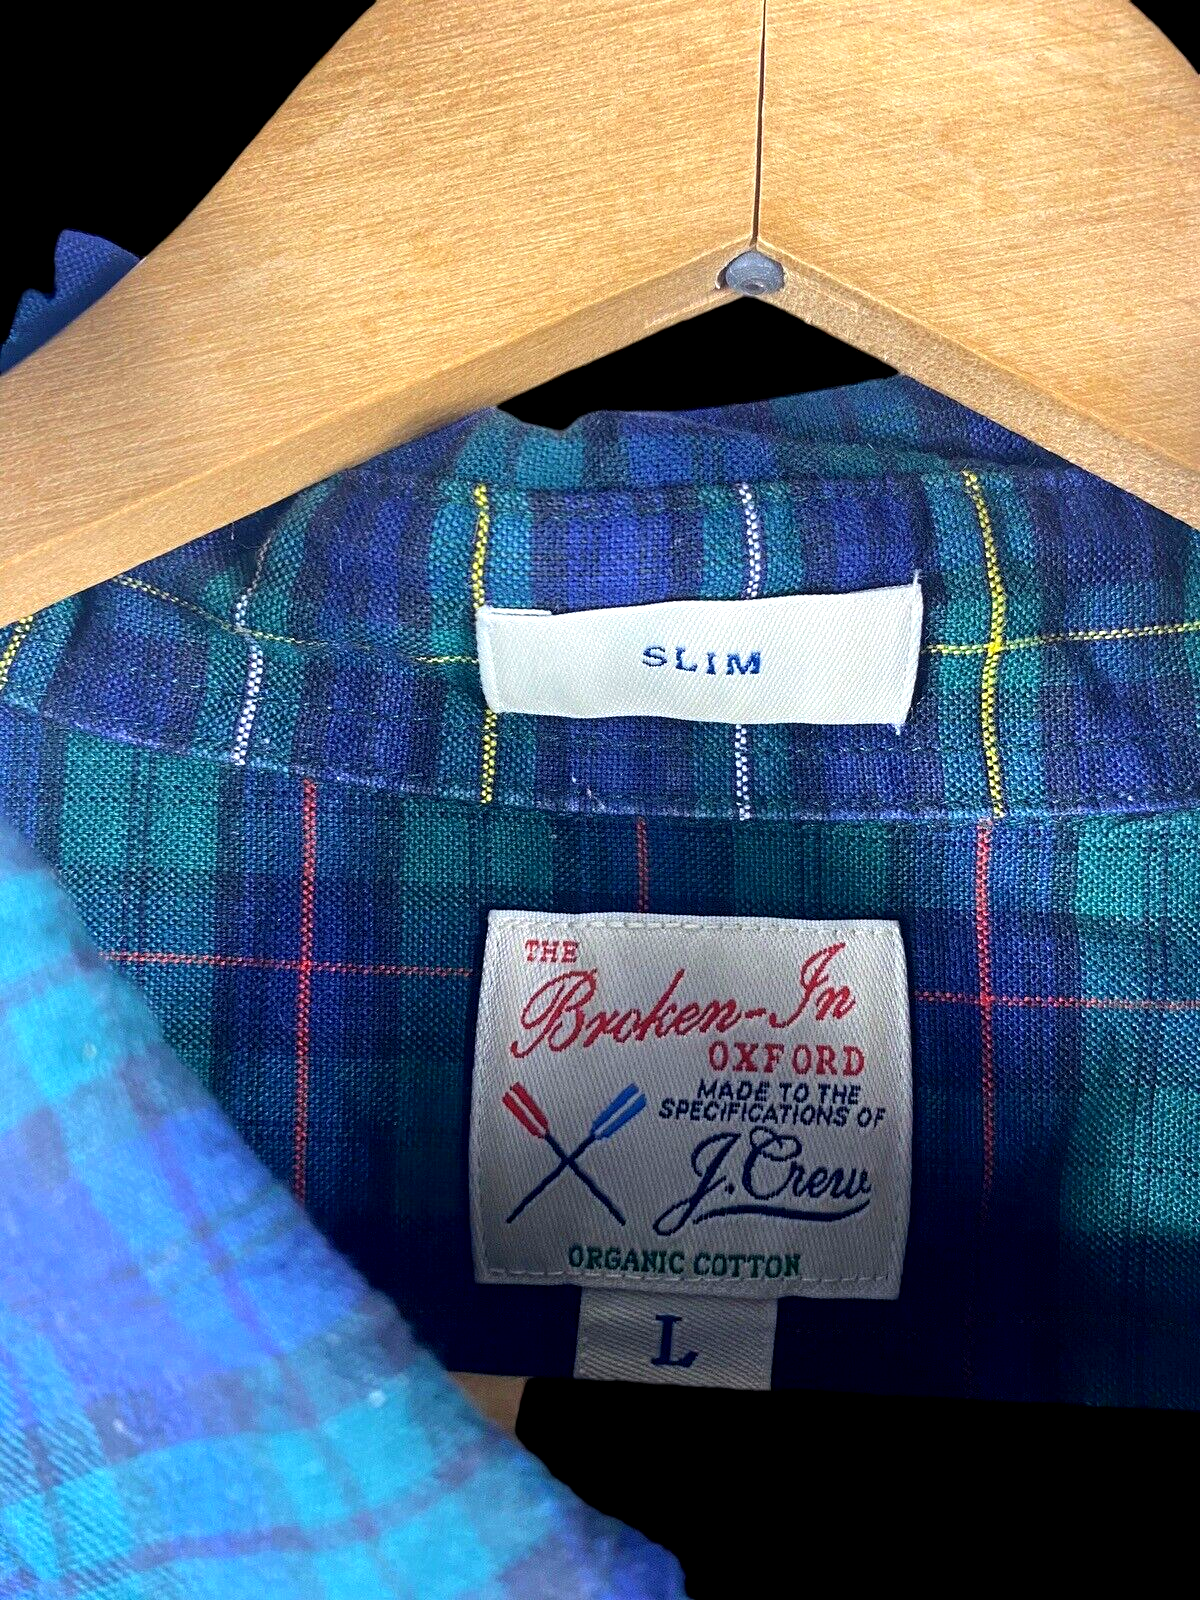 SLIM
THE
Broken-In
OXFORD
MADE TO THE
SPECIFICATIONS OF
J.Crew
ORGANIC COTTON
L